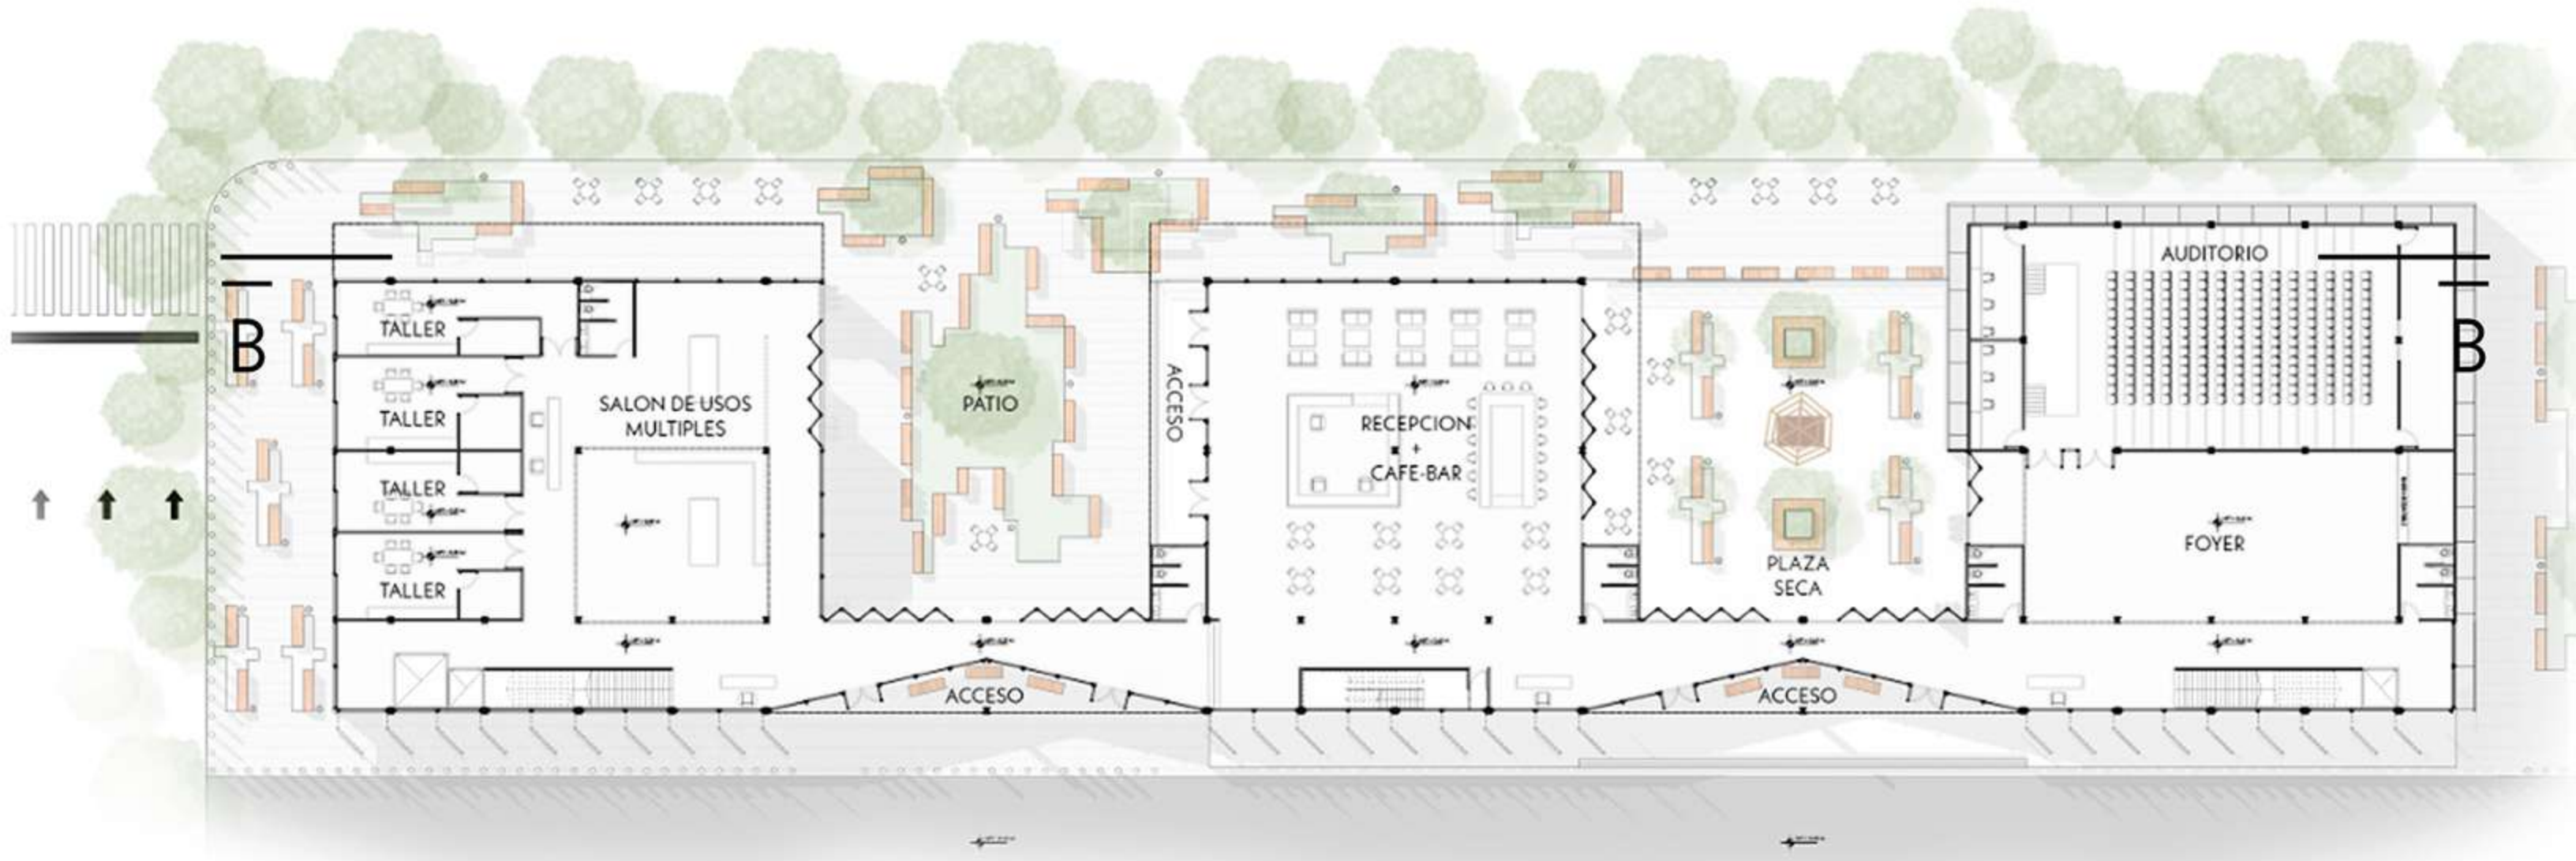 AUDITORIO
TALLER
B
B
ACCESO
TALLER
SALON DE USOS
MULTIPLES
PATIO
RECEPCION
+
CAFE-BAR
TALLER
FOYER
PLAZA
SECA
TALLER
ACCESO
ACCESO